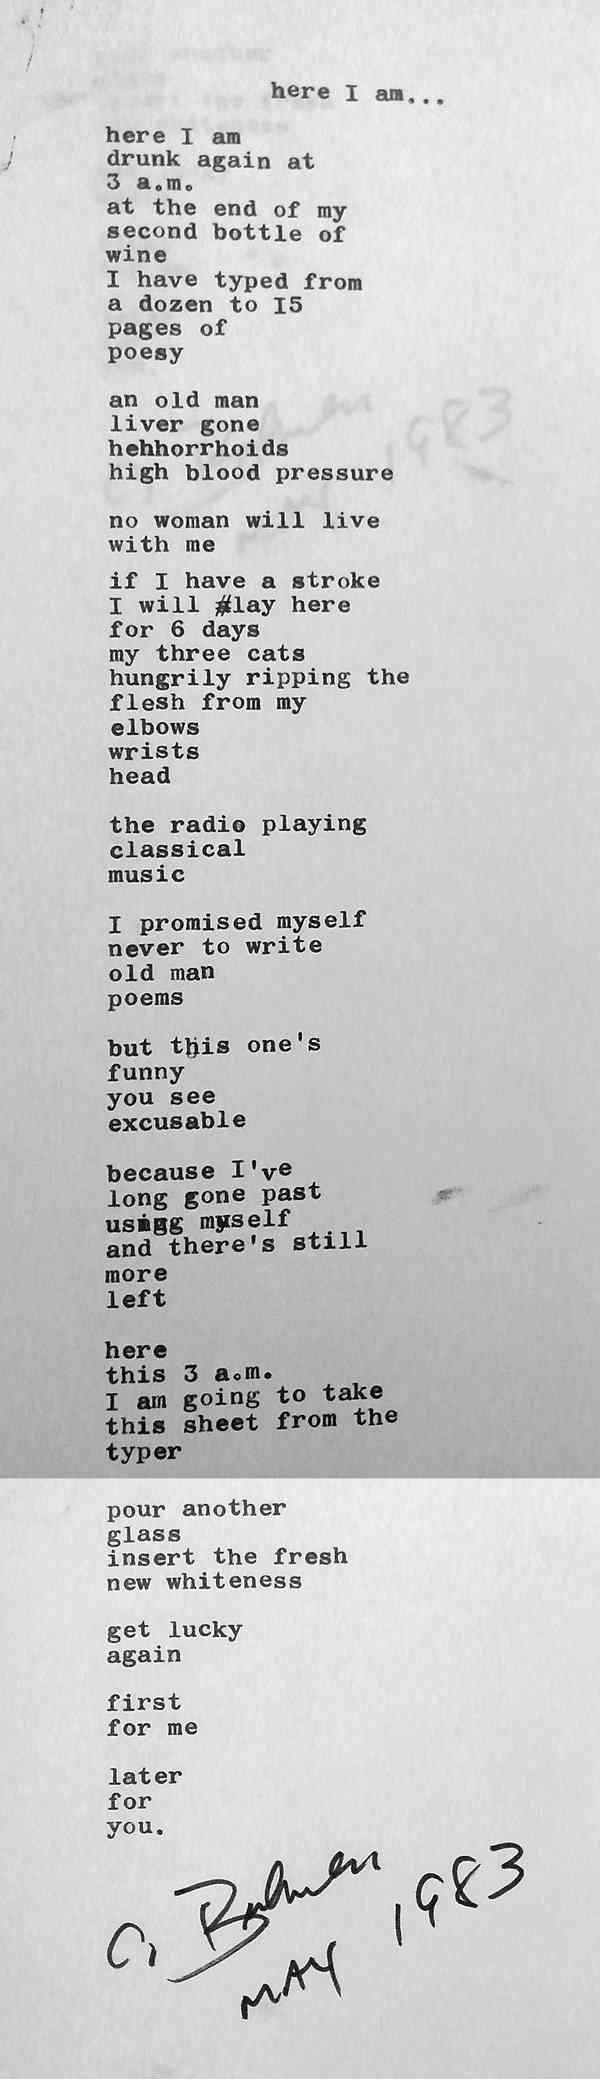 here I am...
here I am
drunk again at
3 a.m.
at the end of my
second bottle of
wine
I have typed from
a dozen to I5
pages of
poesy
an old man
liver gone
hehhorrhoids
high blood pressure
no woman will live
with me
if I have a stroke
I will #lay here
for 6 days
my three cats
hungrily ripping the
flesh from my
elbows
wrists
head
the radio playing
classical
music
I promised myself
never to write
old man
poems
but this one's
funny
you see
excusable
because I've
long gone past
using myself
and there's still
more
left
here
this 3 a.m.
I am going to take
this sheet from the
typer
pour another
glass
insert the fresh
new whiteness
get lucky
again
first
for me
later
for
you.
C.
MAY 1983